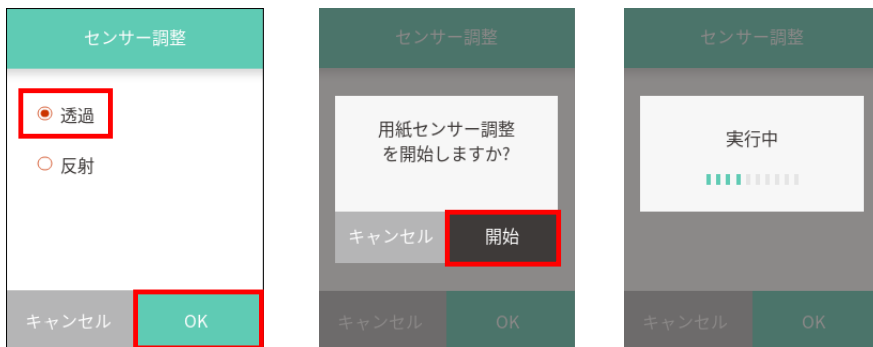 センサー調整
透過
反射
キャンセル
OK
センサー調整
用紙センサー調整
を開始しますか?
キャンセル
開始
キャンセル
OK
センサー調整
実行中
キャンセル
OK